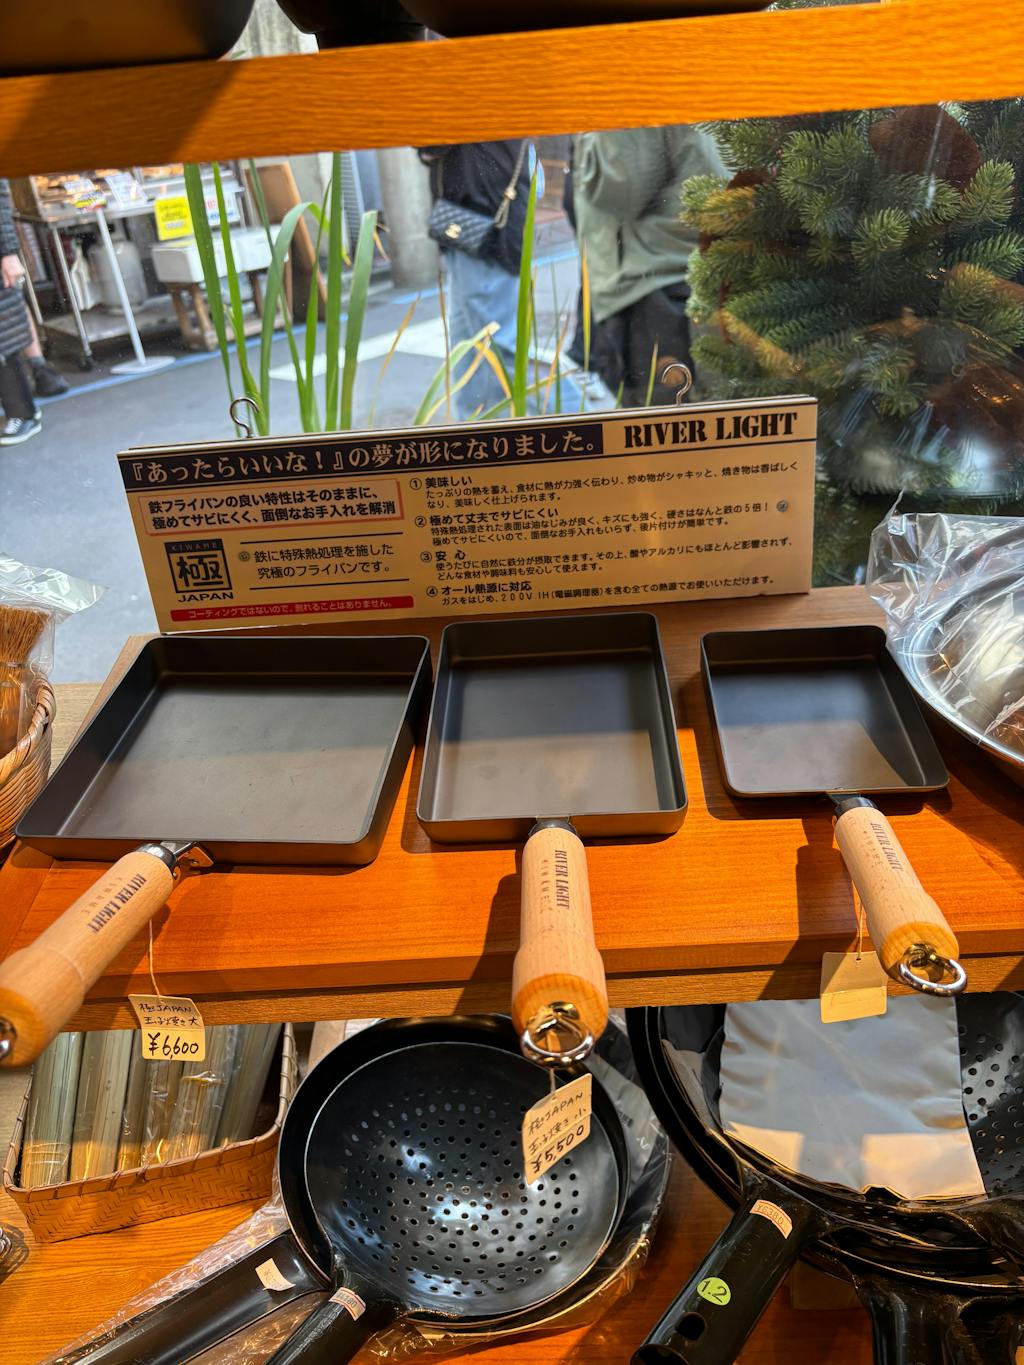 『あったらいいな！』の夢が形になりました。
RIVER LIGHT
鉄フライパンの良い特性はそのままに、
極めてサビにくく、面倒なお手入れを解消
KIWAME
極
JAPAN
鉄に特殊熱処理を施した
究極のフライパンです。
コーティングではないので、剥れることはありません。
① 美味しい
たっぷりの熱を蓄え、食材に熱が力強く伝わり、炒め物がシャキッと、焼き物は香ばしく
なり、美味しく仕上げられます。
② 極めて丈夫でサビにくい
特殊熱処理された表面は油なじみが良く、キズにも強く、硬さはなんと鉄の5倍！
極めてサビにくいので、面倒なお手入れもいらず、後片付けが簡単です。
③ 安 心
使うたびに自然に鉄分が摂取できます。その上、酸やアルカリにもほとんど影響されず、
どんな食材や調味料も安心して使えます。
④ オール熱源に対応
ガスをはじめ、200V IH(電磁調理器)を含む全ての熱源でお使いいただけます。
RIVER LIGHT
KIWAME
RIVER LIGHT
KIWAME
RIVER LIGHT
極JAPAN
玉子焼き 大
¥6,600
極JAPAN
玉子焼き 小
¥5,500
1.2